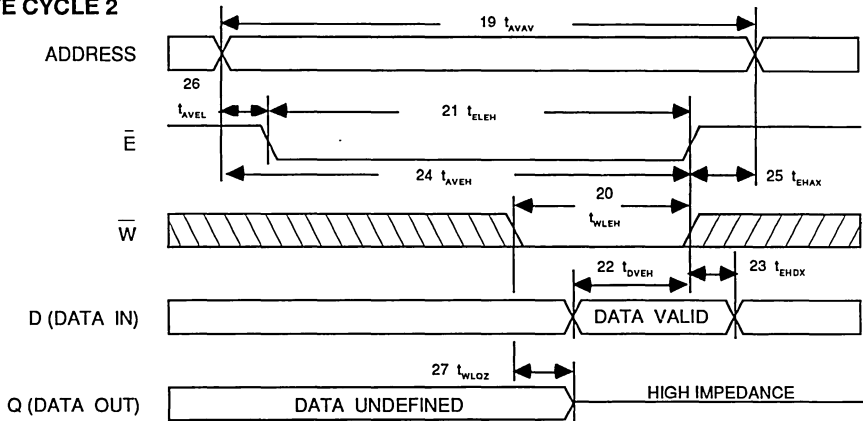 E CYCLE 2
19 tAVAV
ADDRESS
26
tAVEL
21 tELEH
E̅
24 tAVEH
25 tEHAX
20
tWLEH
W̅
22 tDVEH
23 tEHDX
D (DATA IN)
DATA VALID
27 tWLQZ
Q (DATA OUT)
DATA UNDEFINED
HIGH IMPEDANCE